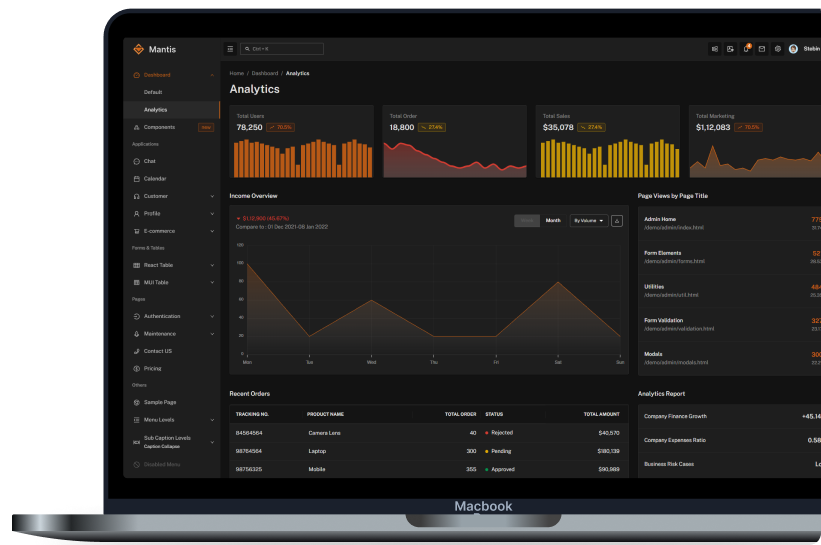 Mantis
Ctrl + K
4
Stebin
Dashboard
Default
Analytics
Components
new
Applications
Chat
Calendar
Customer
Profile
E-commerce
Forms & Tables
React Table
MUI Table
Pages
Authentication
Maintenance
Contact US
Pricing
Others
Sample Page
Menu Levels
Sub Caption Levels
Caption Collapse
Disabled Menu
Home / Dashboard / Analytics
Analytics
Total Users
78,250 70.5%
Total Order
18,800 27.4%
Total Sales
$35,078 27.4%
Total Marketing
$1,12,083 70.5%
Income Overview
$1,12,900 (45.67%)
Compare to : 01 Dec 2021-08 Jan 2022
Month
By Volume
120
100
80
60
40
20
0
Mon Tue Wed Thu Fri Sat Sun
Page Views by Page Title
Admin Home
/demo/admin/index.html
Form Elements
/demo/admin/forms.html
Utilities
/demo/admin/util.html
Form Validation
/demo/admin/validation.html
Modals
/demo/admin/modals.html
Recent Orders
TRACKING NO. PRODUCT NAME TOTAL ORDER STATUS TOTAL AMOUNT
84564564 Camera Lens 40 Rejected $40,570
98764564 Laptop 300 Pending $180,139
98756325 Mobile 355 Approved $90,989
Analytics Report
Company Finance Growth +45.14
Company Expenses Ratio 0.58
Business Risk Cases Lo
Macbook